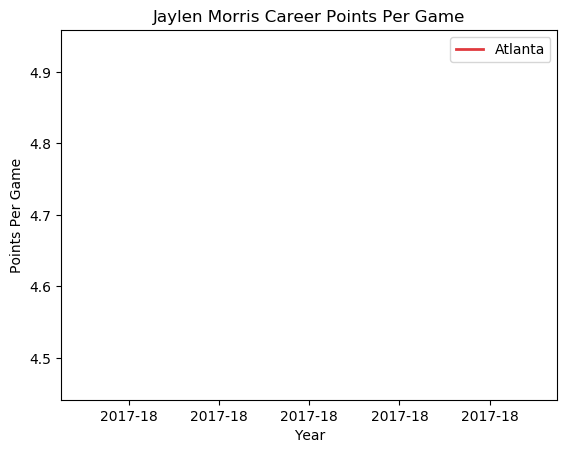 Jaylen Morris Career Points Per Game
Atlanta
4.9
4.8
4.7
4.6
4.5
Points Per Game
2017-18 2017-18 2017-18 2017-18 2017-18
Year